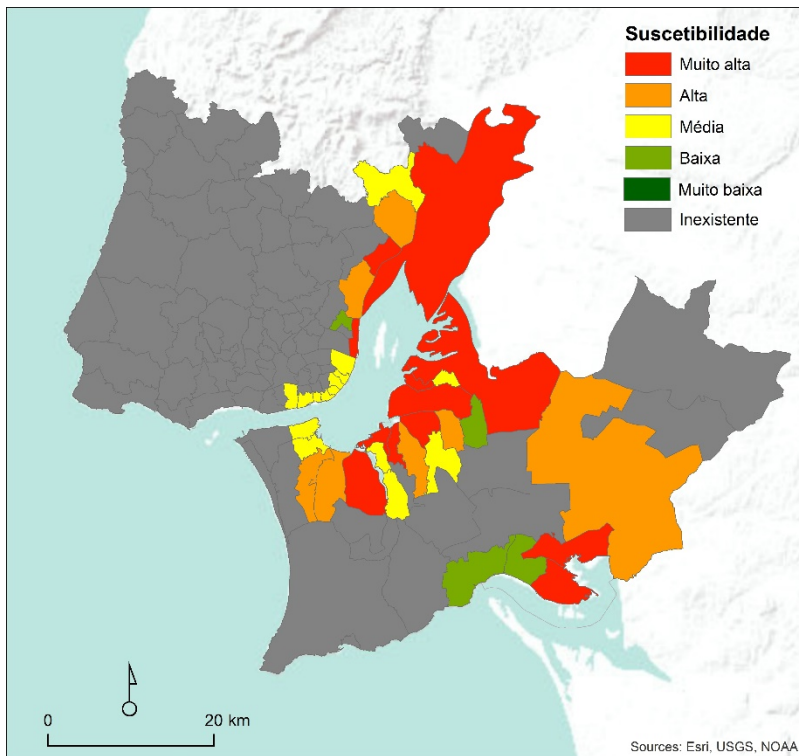 Suscetibilidade
Muito alta
Alta
Média
Baixa
Muito baixa
Inexistente
0 20 km
Sources: Esri, USGS, NOAA